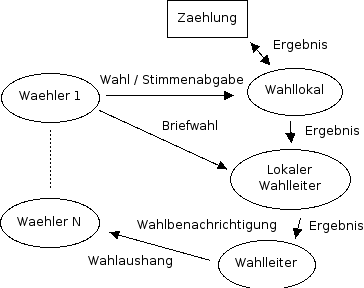 Zaehlung
Ergebnis
Wahl / Stimmenabgabe
Waehler 1
Wahllokal
Briefwahl
Ergebnis
Lokaler
Wahlleiter
Waehler N
Wahlbenachrichtigung
Ergebnis
Wahlaushang
Wahlleiter